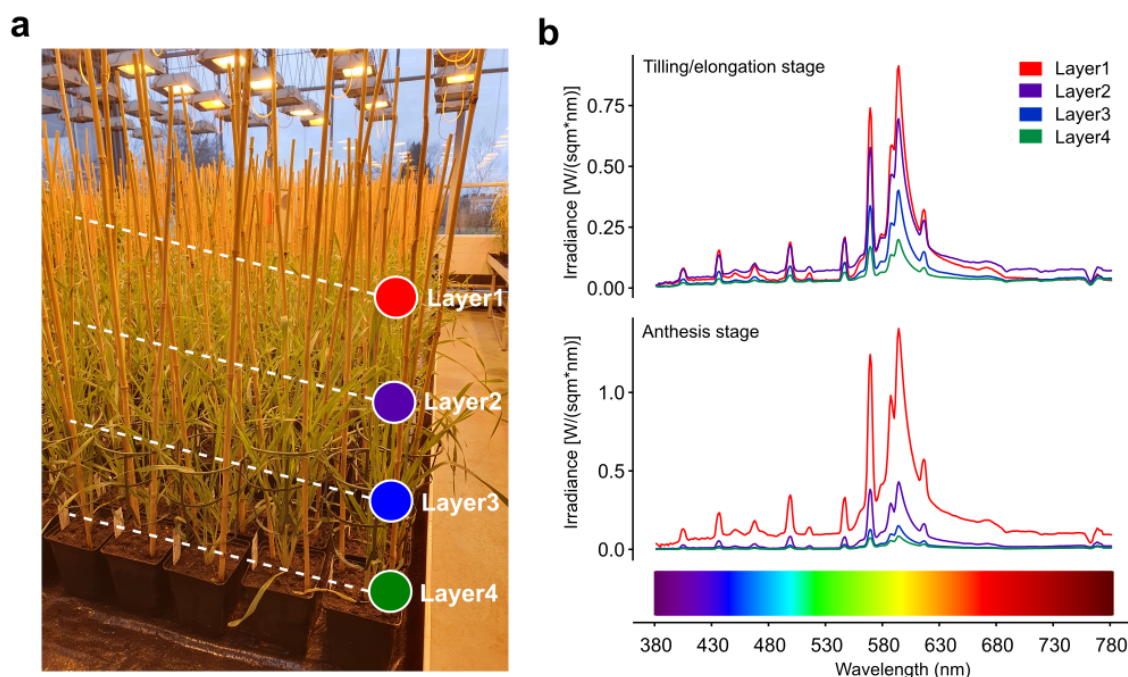 a
Layer1
Layer2
Layer3
Layer4
b
Tilling/elongation stage
Layer1
Layer2
Layer3
Layer4
Irradiance [W/(sqm*nm)]
0.75
0.50
0.25
0.00
Anthesis stage
Irradiance [W/(sqm*nm)]
1.0
0.5
0.0
380 430 480 530 580 630 680 730 780
Wavelength (nm)